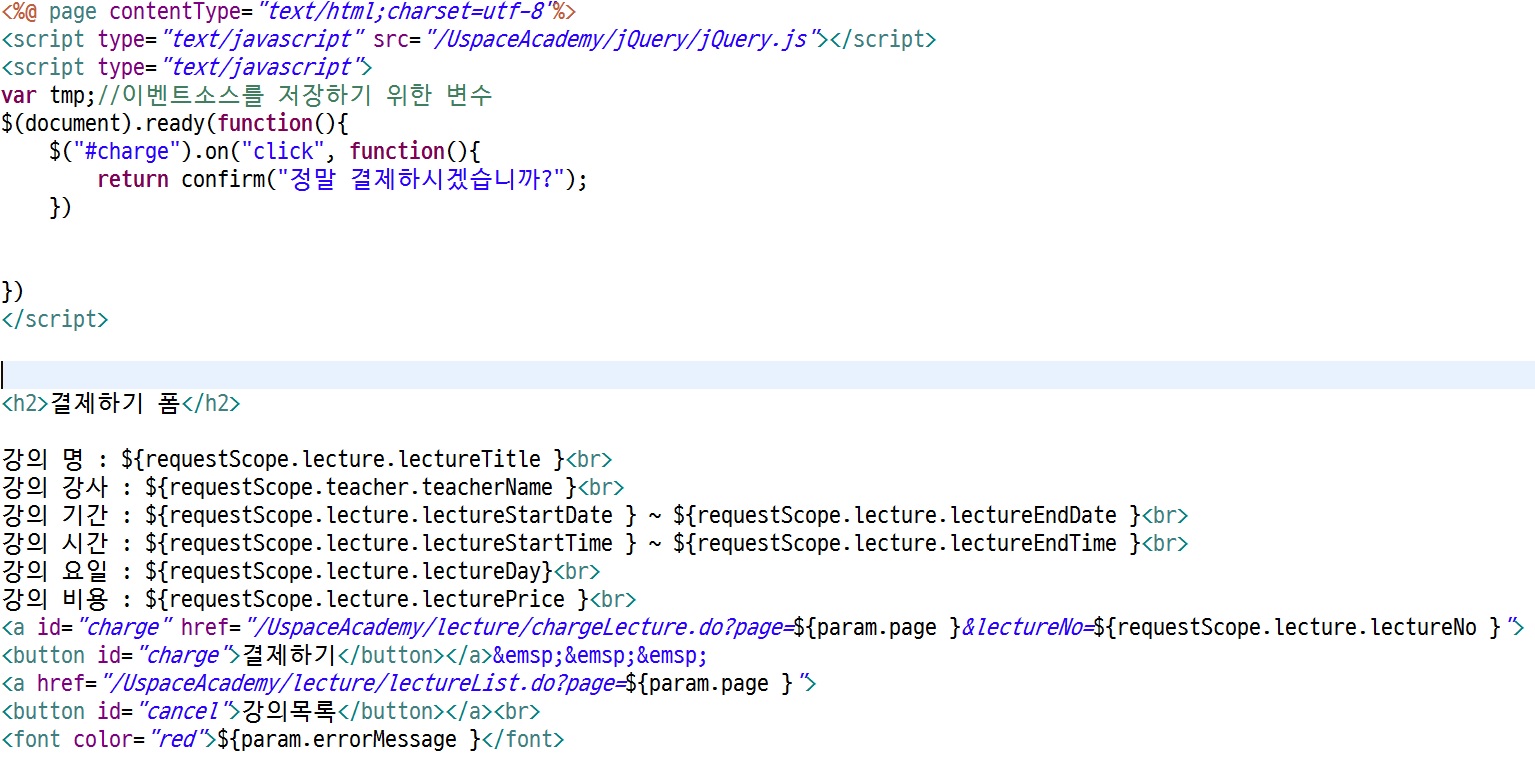 <%@ page contentType="text/html;charset=utf-8"%>
<script type="text/javascript" src="/UspaceAcademy/jQuery/jQuery.js"></script>
<script type="text/javascript">
var tmp;//이벤트소스를 저장하기 위한 변수
$(document).ready(function(){
    $("#charge").on("click", function(){
        return confirm("정말 결제하시겠습니까?");
    })
})
</script>
<h2>결제하기 폼</h2>
강의 명 : ${requestScope.lecture.lectureTitle }<br>
강의 강사 : ${requestScope.teacher.teacherName }<br>
강의 기간 : ${requestScope.lecture.lectureStartDate } ~ ${requestScope.lecture.lectureEndDate }<br>
강의 시간 : ${requestScope.lecture.lectureStartTime } ~ ${requestScope.lecture.lectureEndTime }<br>
강의 요일 : ${requestScope.lecture.lectureDay}<br>
강의 비용 : ${requestScope.lecture.lecturePrice }<br>
<a id="charge" href="/UspaceAcademy/lecture/chargeLecture.do?page=${param.page }&lectureNo=${requestScope.lecture.lectureNo }">
<button id="charge">결제하기</button></a>&emsp;&emsp;&emsp;
<a href="/UspaceAcademy/lecture/lectureList.do?page=${param.page }">
<button id="cancel">강의목록</button></a><br>
<font color="red">${param.errorMessage }</font>